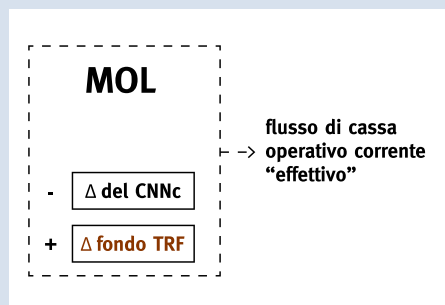 MOL
flusso di cassa
operativo corrente
“effettivo”
- Δ del CNNc
+ Δ fondo TRF